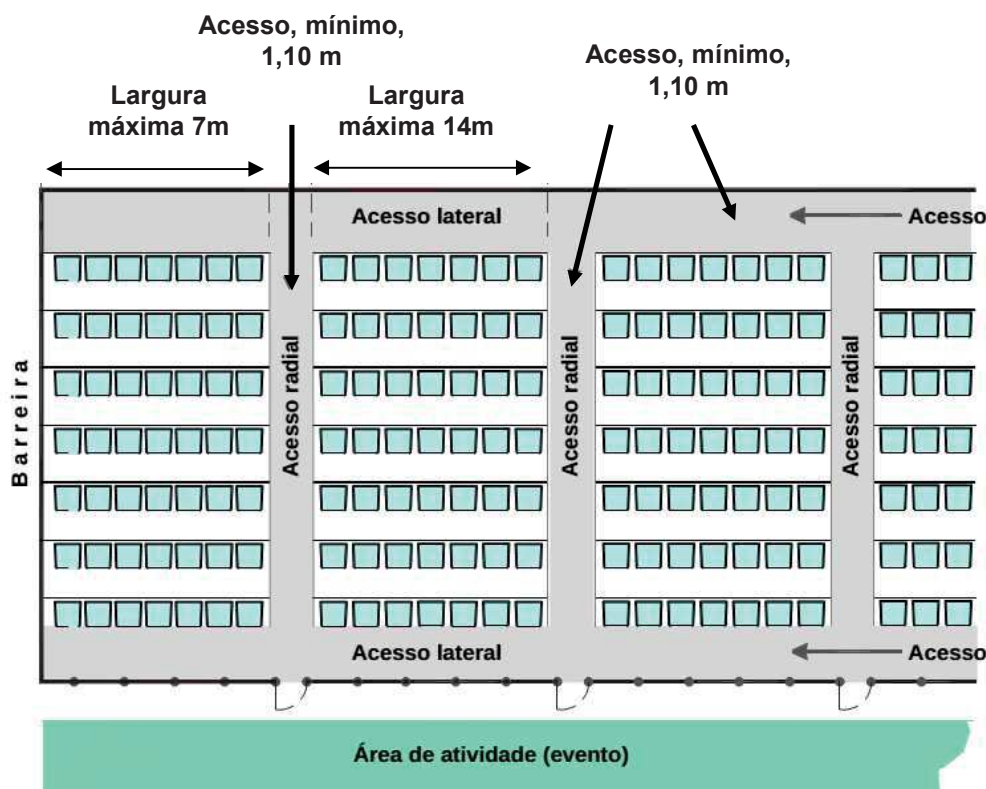 Acesso, mínimo,
1,10 m
Acesso, mínimo,
1,10 m
Largura
máxima 7m
Largura
máxima 14m
Acesso lateral
Acesso
Barreira
Acesso radial
Acesso radial
Acesso radial
Acesso lateral
Acesso
Área de atividade (evento)